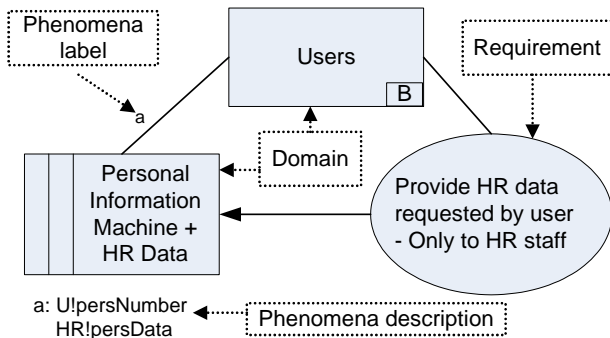 Phenomena
label
Users
B
Requirement
a
Domain
Personal
Information
Machine +
HR Data
Provide HR data
requested by user
- Only to HR staff
a: U!persNumber
HR!persData
Phenomena description